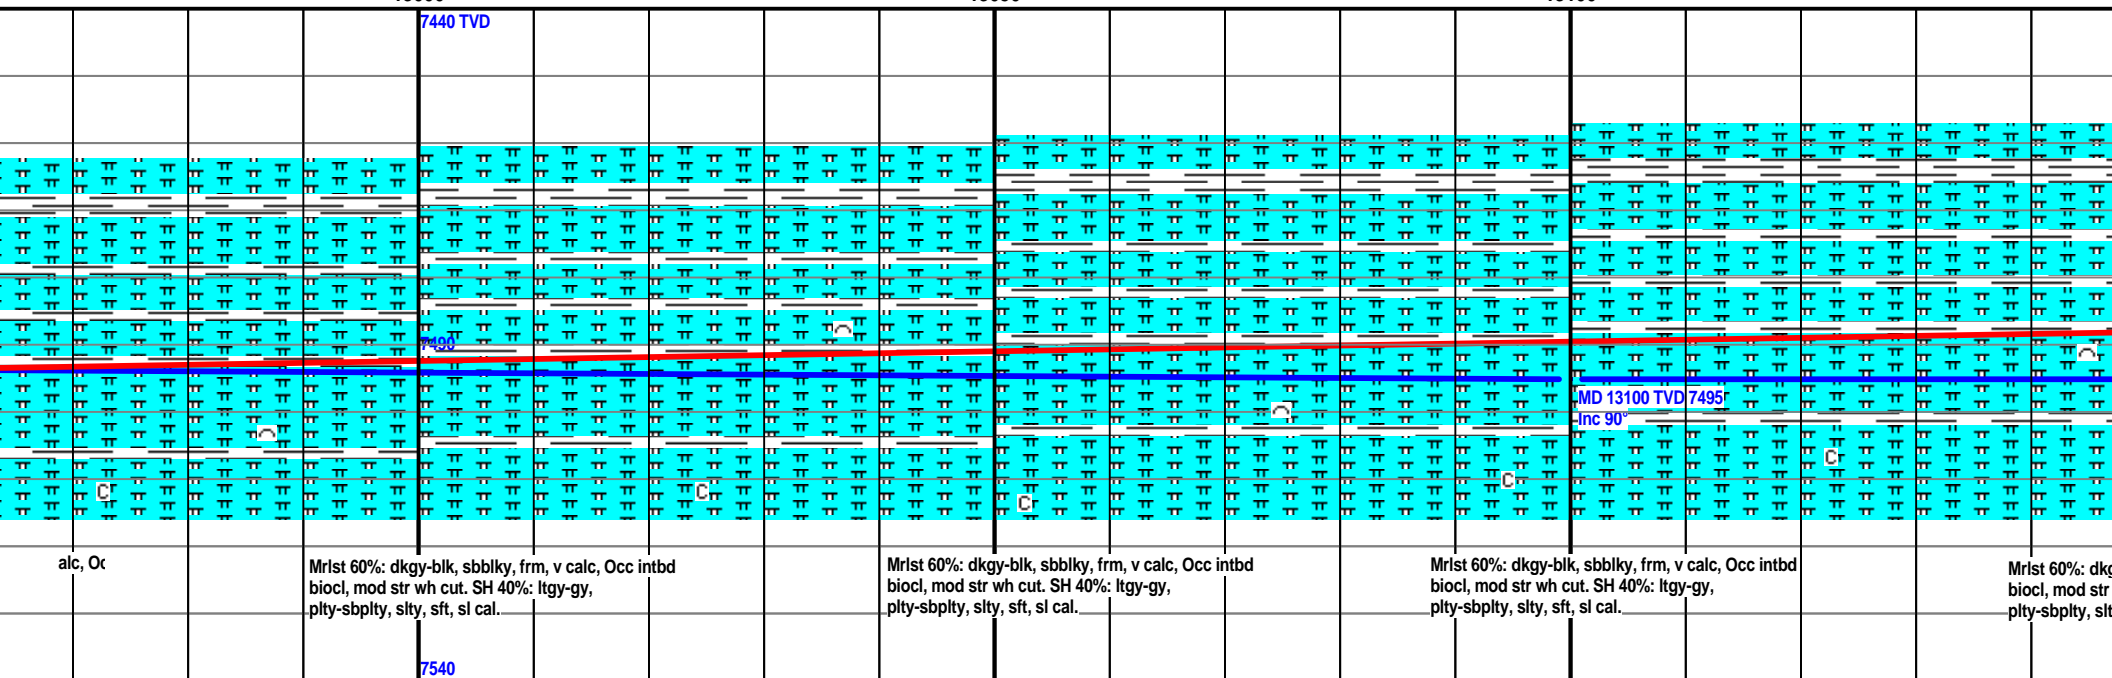 7440 TVD
7490
MD 13100 TVD 7495
Inc 90°
C
C
C
C
C
alc, Oc
Mrlst 60%: dkgy-blk, sbblky, frm, v calc, Occ intbd
biocl, mod str wh cut. SH 40%: ltgy-gy,
plty-sbplty, slty, sft, sl cal.
Mrlst 60%: dkgy-blk, sbblky, frm, v calc, Occ intbd
biocl, mod str wh cut. SH 40%: ltgy-gy,
plty-sbplty, slty, sft, sl cal.
Mrlst 60%: dkgy-blk, sbblky, frm, v calc, Occ intbd
biocl, mod str wh cut. SH 40%: ltgy-gy,
plty-sbplty, slty, sft, sl cal.
Mrlst 60%: dkg
biocl, mod str
plty-sbplty, slt
7540